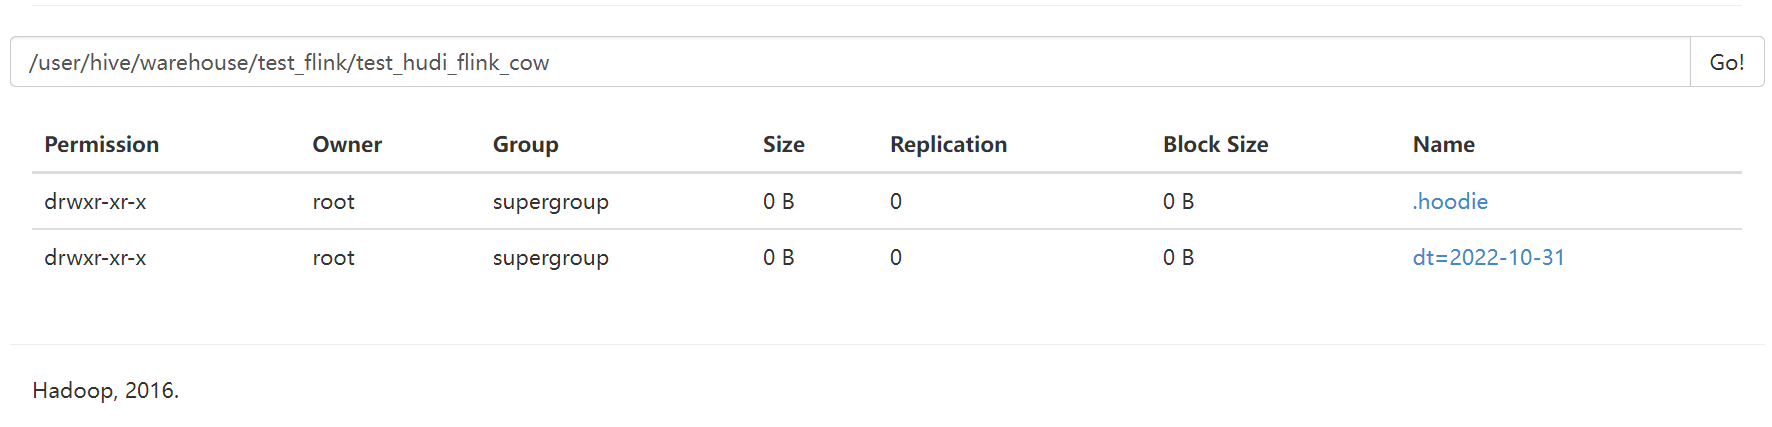 /user/hive/warehouse/test_flink/test_hudi_flink_cow Go!
Permission Owner Group Size Replication Block Size Name
drwxr-xr-x root supergroup 0 B 0 0 B .hoodie
drwxr-xr-x root supergroup 0 B 0 0 B dt=2022-10-31
Hadoop, 2016.